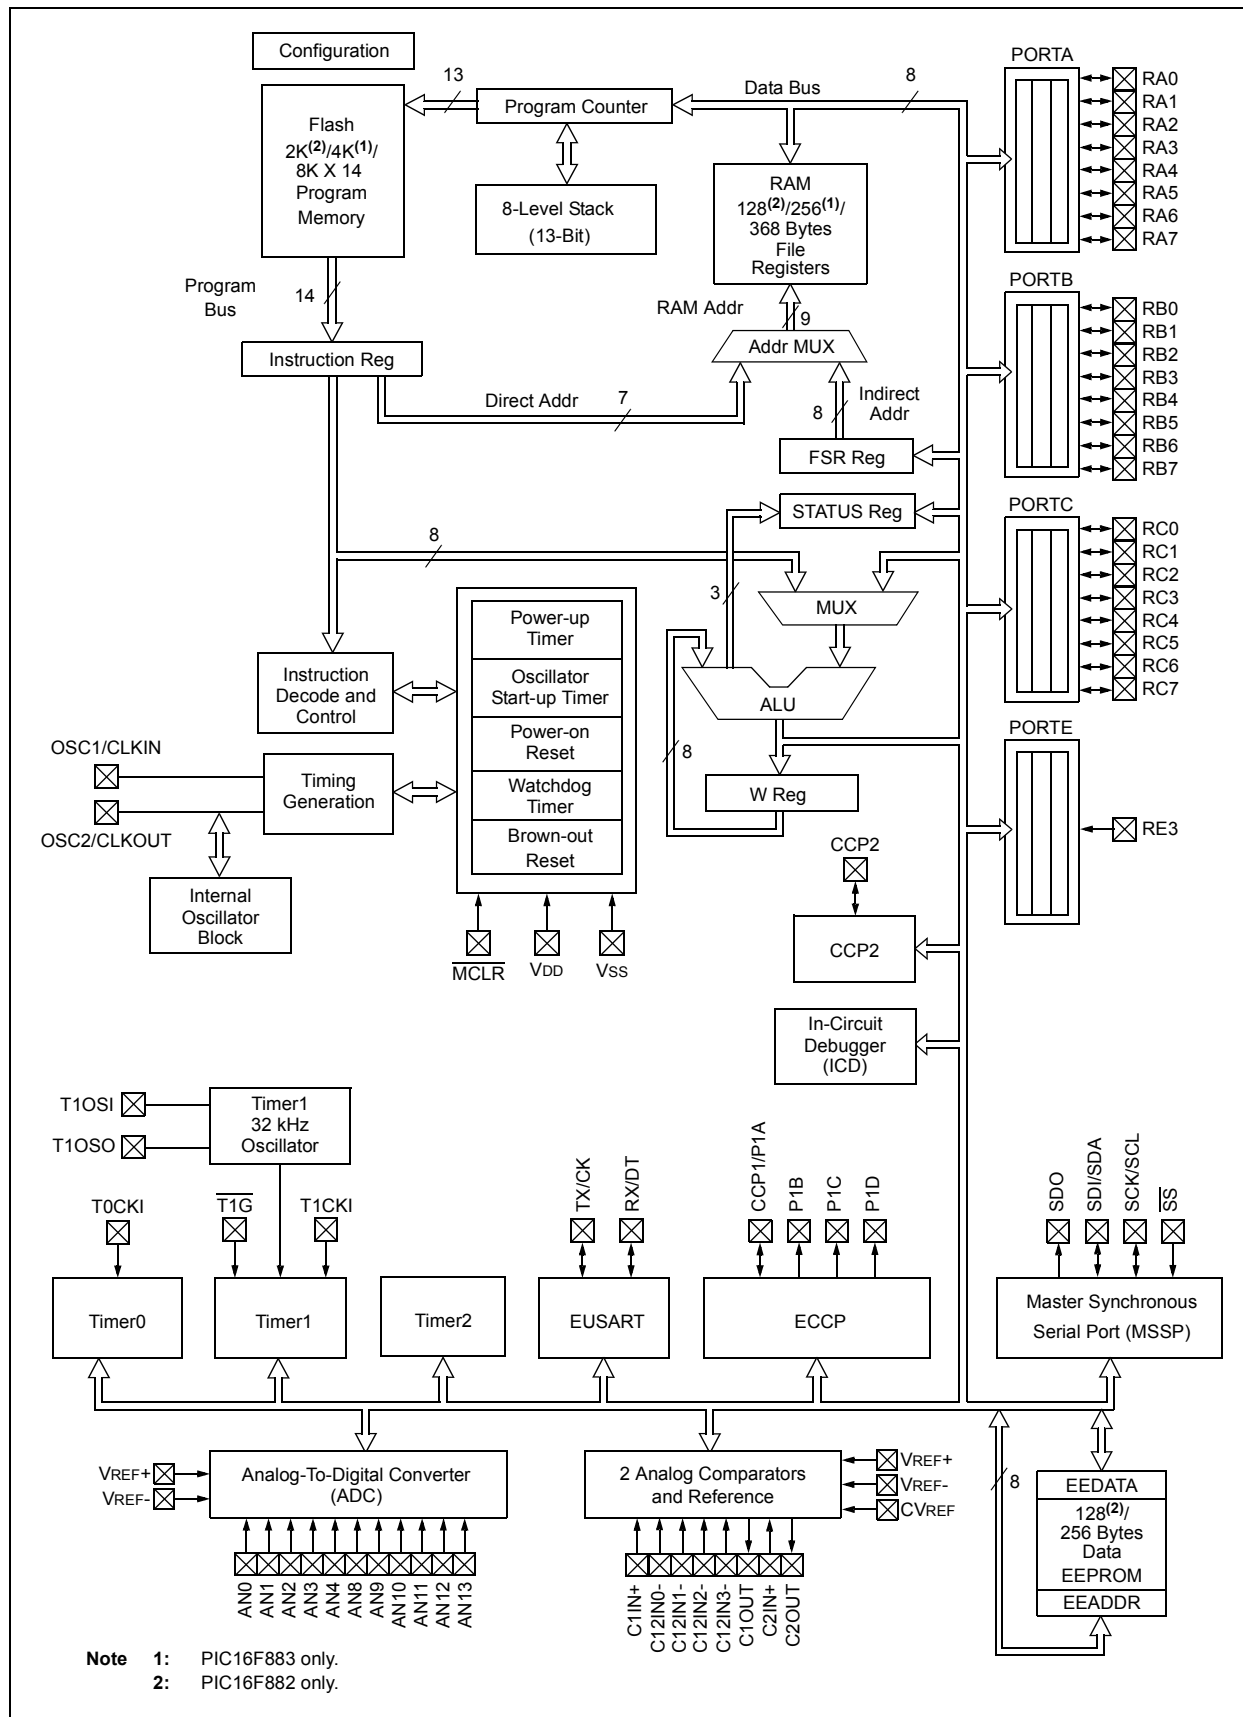 Configuration
13
Flash
2K(2)/4K(1)/
8K X 14
Program
Memory
Program Counter
8-Level Stack
(13-Bit)
Data Bus
8
RAM
128(2)/256(1)/
368 Bytes
File
Registers
Program
Bus
14
RAM Addr
9
Addr MUX
Instruction Reg
Direct Addr
7
8
Indirect
Addr
FSR Reg
STATUS Reg
8
3
MUX
ALU
8
W Reg
Power-up
Timer
Oscillator
Start-up Timer
Power-on
Reset
Watchdog
Timer
Brown-out
Reset
Instruction
Decode and
Control
OSC1/CLKIN
OSC2/CLKOUT
Timing
Generation
Internal
Oscillator
Block
MCLR
VDD
VSS
CCP2
CCP2
In-Circuit
Debugger
(ICD)
PORTA
RA0
RA1
RA2
RA3
RA4
RA5
RA6
RA7
PORTB
RB0
RB1
RB2
RB3
RB4
RB5
RB6
RB7
PORTC
RC0
RC1
RC2
RC3
RC4
RC5
RC6
RC7
PORTE
RE3
T1OSI
T1OSO
Timer1
32 kHz
Oscillator
T0CKI
T1G
T1CKI
TX/CK
RX/DT
CCP1/P1A
P1B
P1C
P1D
SDO
SDI/SDA
SCK/SCL
SS
Timer0
Timer1
Timer2
EUSART
ECCP
Master Synchronous
Serial Port (MSSP)
VREF+
VREF-
Analog-To-Digital Converter
(ADC)
AN0
AN1
AN2
AN3
AN4
AN8
AN9
AN10
AN11
AN12
AN13
2 Analog Comparators
and Reference
VREF+
VREF-
CVREF
C1IN+
C12IN0-
C12IN1-
C12IN2-
C12IN3-
C1OUT
C2IN+
C2OUT
8
EEDATA
128(2)/
256 Bytes
Data
EEPROM
EEADDR
Note 1: PIC16F883 only.
2: PIC16F882 only.